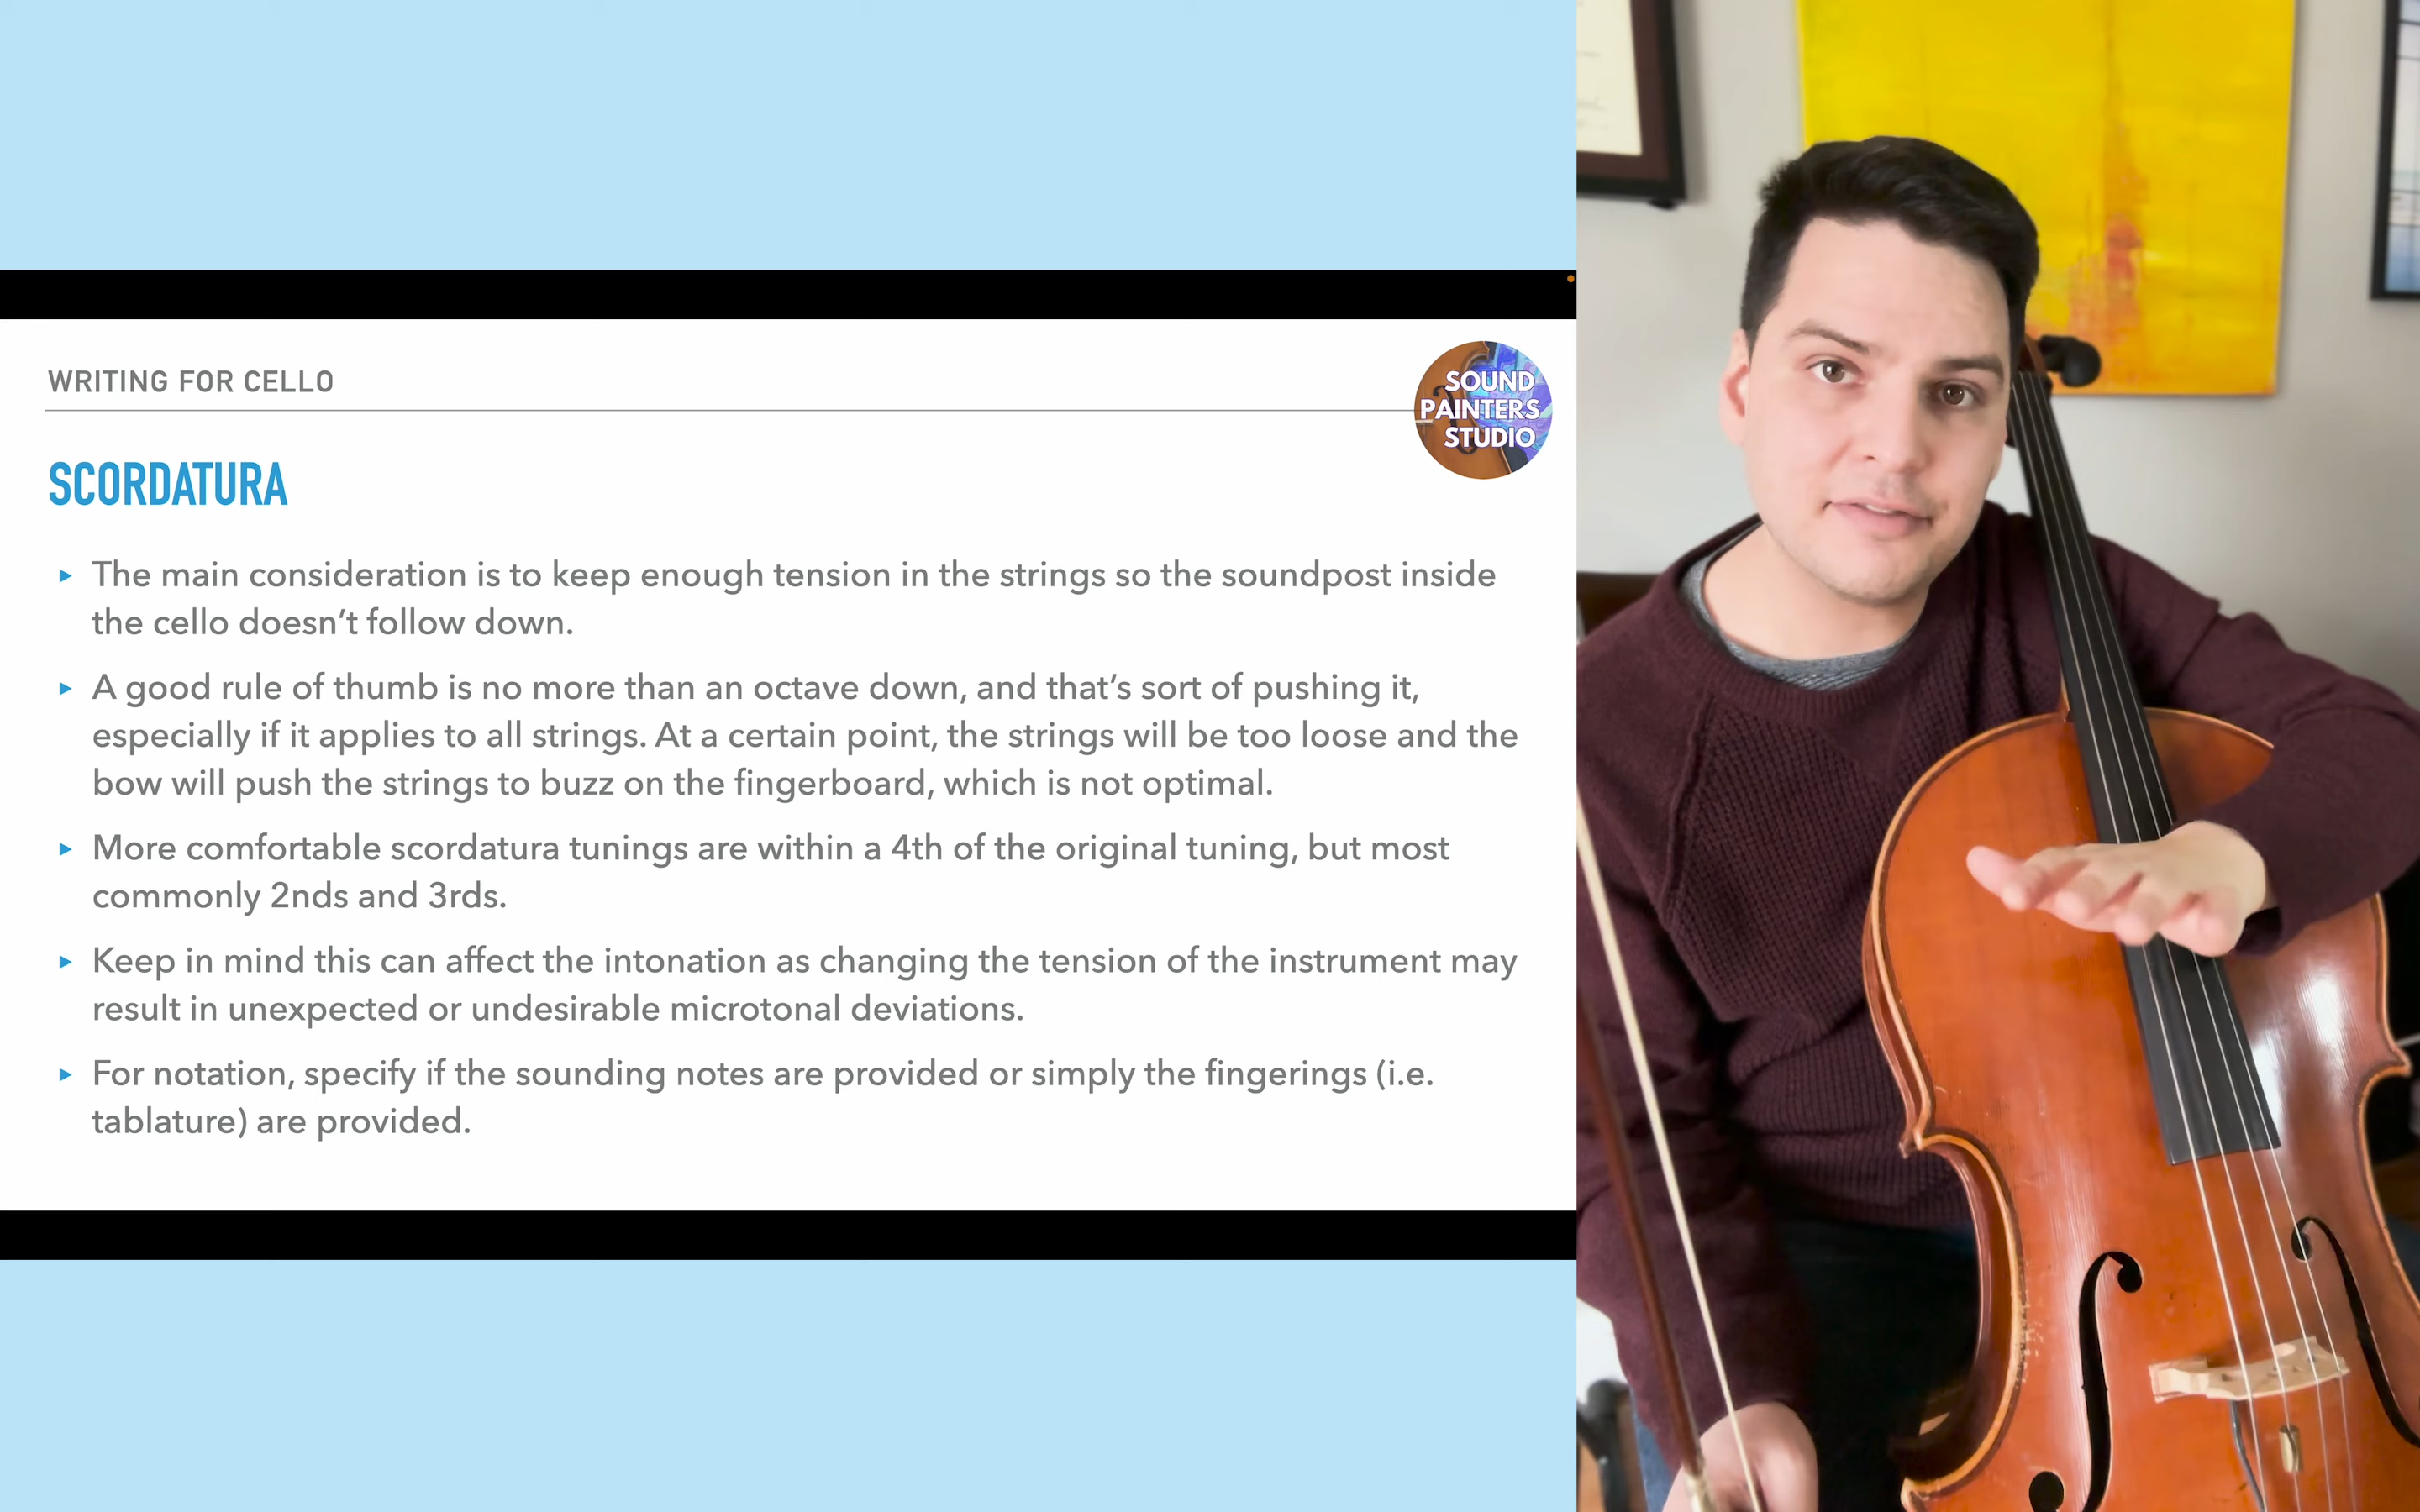 WRITING FOR CELLO
SOUND
PAINTERS
STUDIO
SCORDATURA
▸ The main consideration is to keep enough tension in the strings so the soundpost inside
the cello doesn't follow down.
▸ A good rule of thumb is no more than an octave down, and that's sort of pushing it,
especially if it applies to all strings. At a certain point, the strings will be too loose and the
bow will push the strings to buzz on the fingerboard, which is not optimal.
▸ More comfortable scordatura tunings are within a 4th of the original tuning, but most
commonly 2nds and 3rds.
▸ Keep in mind this can affect the intonation as changing the tension of the instrument may
result in unexpected or undesirable microtonal deviations.
▸ For notation, specify if the sounding notes are provided or simply the fingerings (i.e.
tablature) are provided.